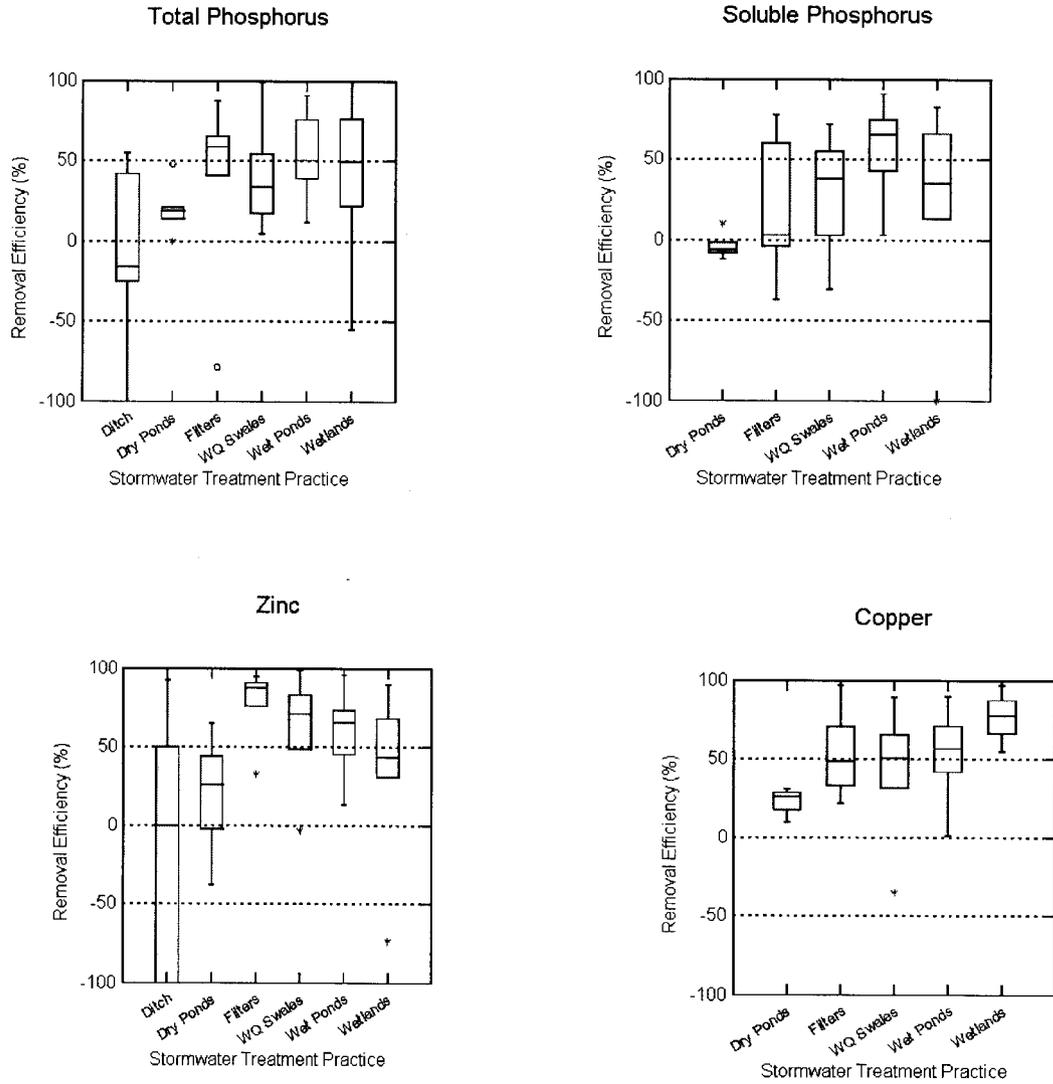 Total Phosphorus
100
50
0
-50
-100
Removal Efficiency (%)
Ditch
Dry Ponds
Filters
WQ Swales
Wet Ponds
Wetlands
Stormwater Treatment Practice
Soluble Phosphorus
100
50
0
-50
-100
Removal Efficiency (%)
Dry Ponds
Filters
WQ Swales
Wet Ponds
Wetlands
Stormwater Treatment Practice
Zinc
100
50
0
-50
-100
Removal Efficiency (%)
Ditch
Dry Ponds
Filters
WQ Swales
Wet Ponds
Wetlands
Stormwater Treatment Practice
Copper
100
50
0
-50
-100
Removal Efficiency (%)
Dry Ponds
Filters
WQ Swales
Wet Ponds
Wetlands
Stormwater Treatment Practice